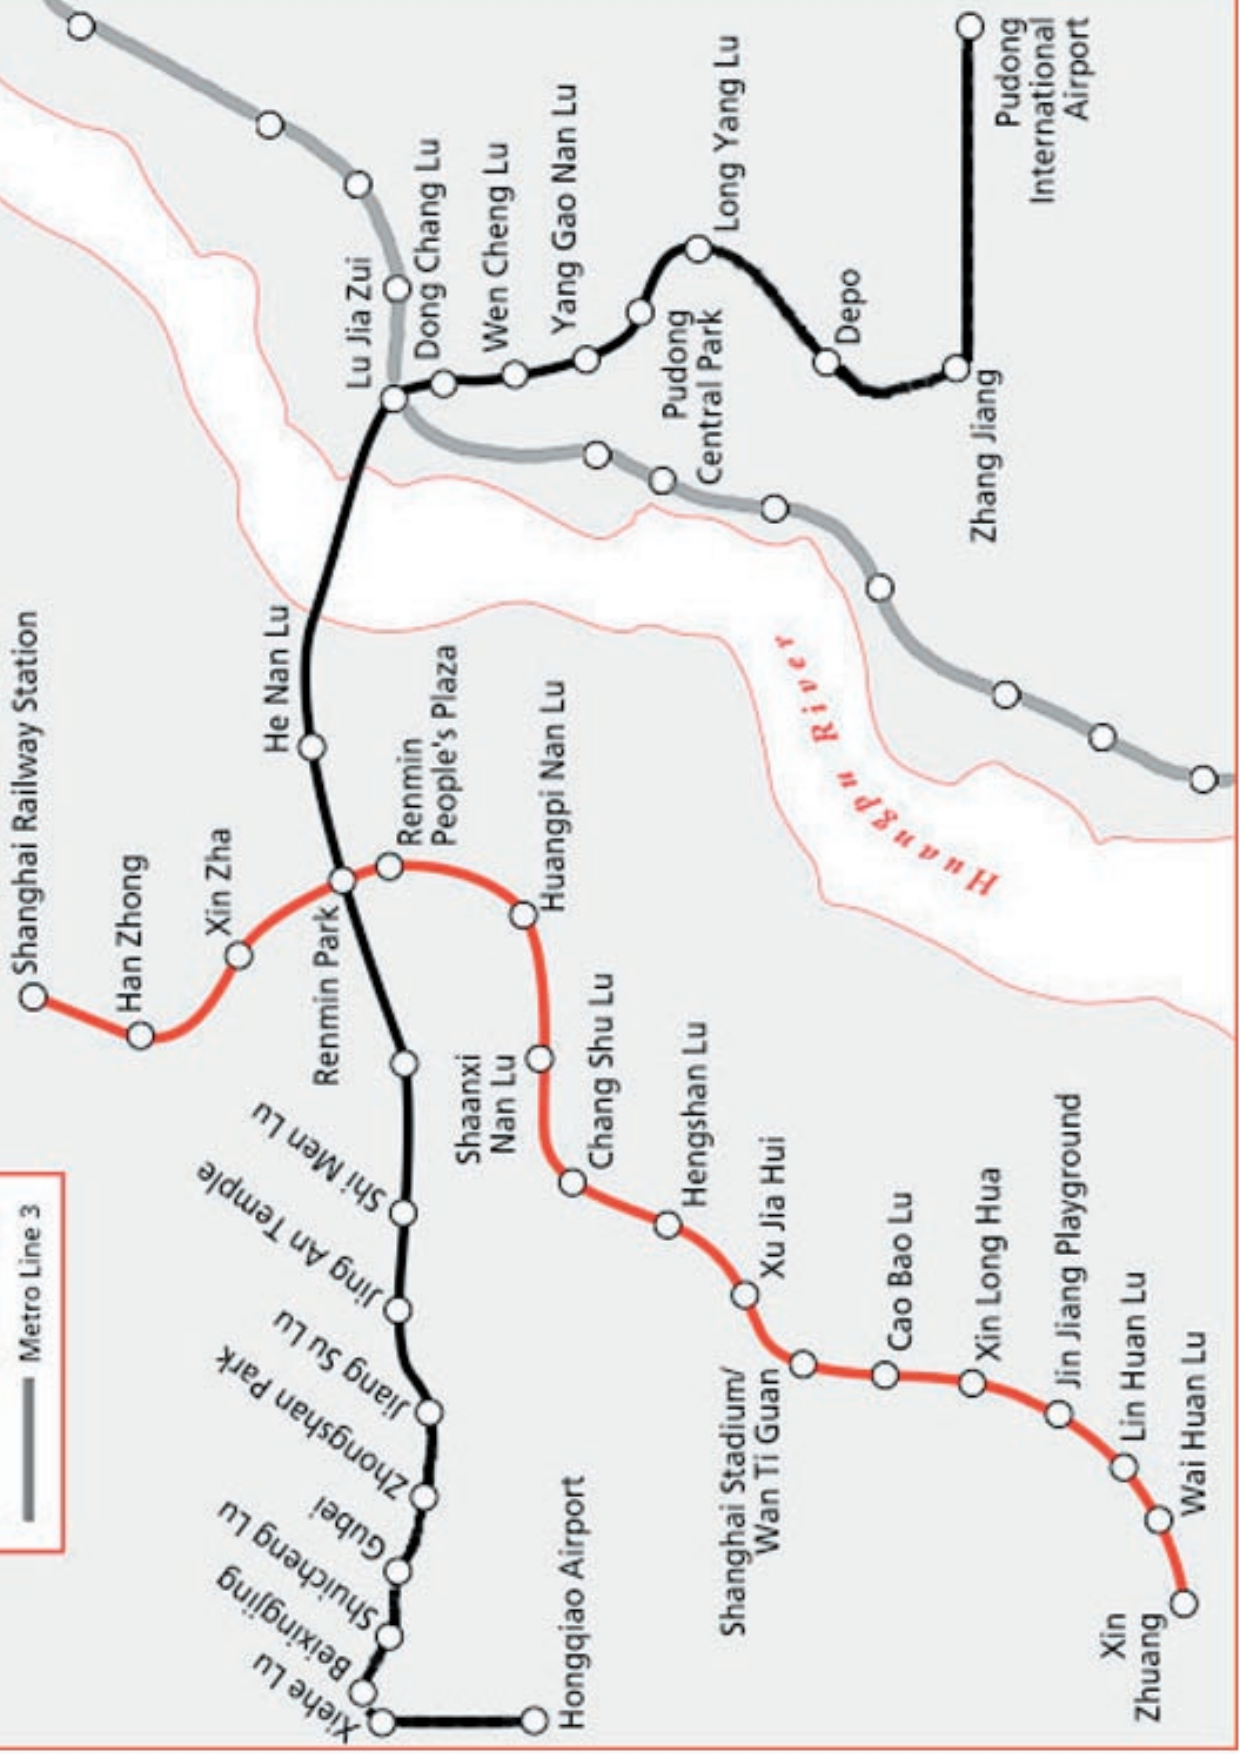 Metro Line 3
Shanghai Railway Station
Han Zhong
Xin Zha
Renmin Park
He Nan Lu
Renmin
People's Plaza
Huangpi Nan Lu
Shaanxi
Nan Lu
Chang Shu Lu
Hengshan Lu
Xu Jia Hui
Shanghai Stadium/
Wan Ti Guan
Cao Bao Lu
Xin Long Hua
Jin Jiang Playground
Lin Huan Lu
Wai Huan Lu
Xin
Zhuang
Hongqiao Airport
Xiehe Lu
Beixingjing
Shuicheng Lu
Gubei
Zhongshan Park
Jiang Su Lu
Jing An Temple
Shi Men Lu
Lu Jia Zui
Dong Chang Lu
Wen Cheng Lu
Yang Gao Nan Lu
Pudong
Central Park
Long Yang Lu
Depo
Zhang Jiang
Pudong
International
Airport
Huangpu River